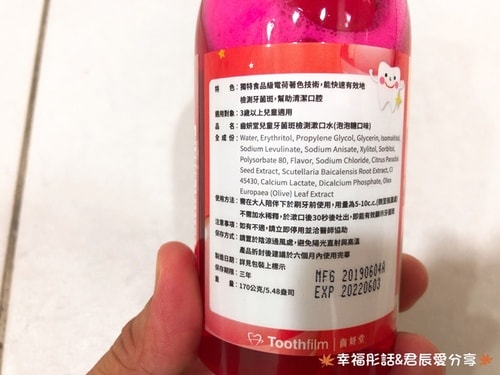 特　　色：獨特食品級電荷著色技術，能快速有效地
檢測牙菌斑，幫助清潔口腔
適用對象：3歲以上兒童適用
品　　名：齒妍堂兒童牙菌斑檢測漱口水(泡泡糖口味)
全 成 份：Water, Erythritol, Propylene Glycol, Glycerin, Isomaltitol,
Sodium Levulinate, Sodium Anisate, Xylitol, Sorbitol,
Polysorbate 80, Flavor, Sodium Chloride, Citrus Paradisi
Seed Extract, Scutellaria Baicalensis Root Extract, CI
45430, Calcium Lactate, Dicalcium Phosphate, Olea
Europaea (Olive) Leaf Extract
使用方法：需在大人陪伴下於刷牙前使用，用量為5-10c.c.
不需加水稀釋，於漱口後30秒後吐出，即能有效顯示牙菌斑
注意事項：如有不適，請立即停用並洽醫師協助
保存方式：請置於陰涼通風處，避免陽光直射與高溫
產品拆封後建議於六個月內使用完畢
製造日期：詳見包裝上標示
保存期限：三年
重　　量：170公克/5.48盎司
MFG 20190604A
EXP 20220603
Toothfilm 齒妍堂
幸福彤話&君辰愛分享